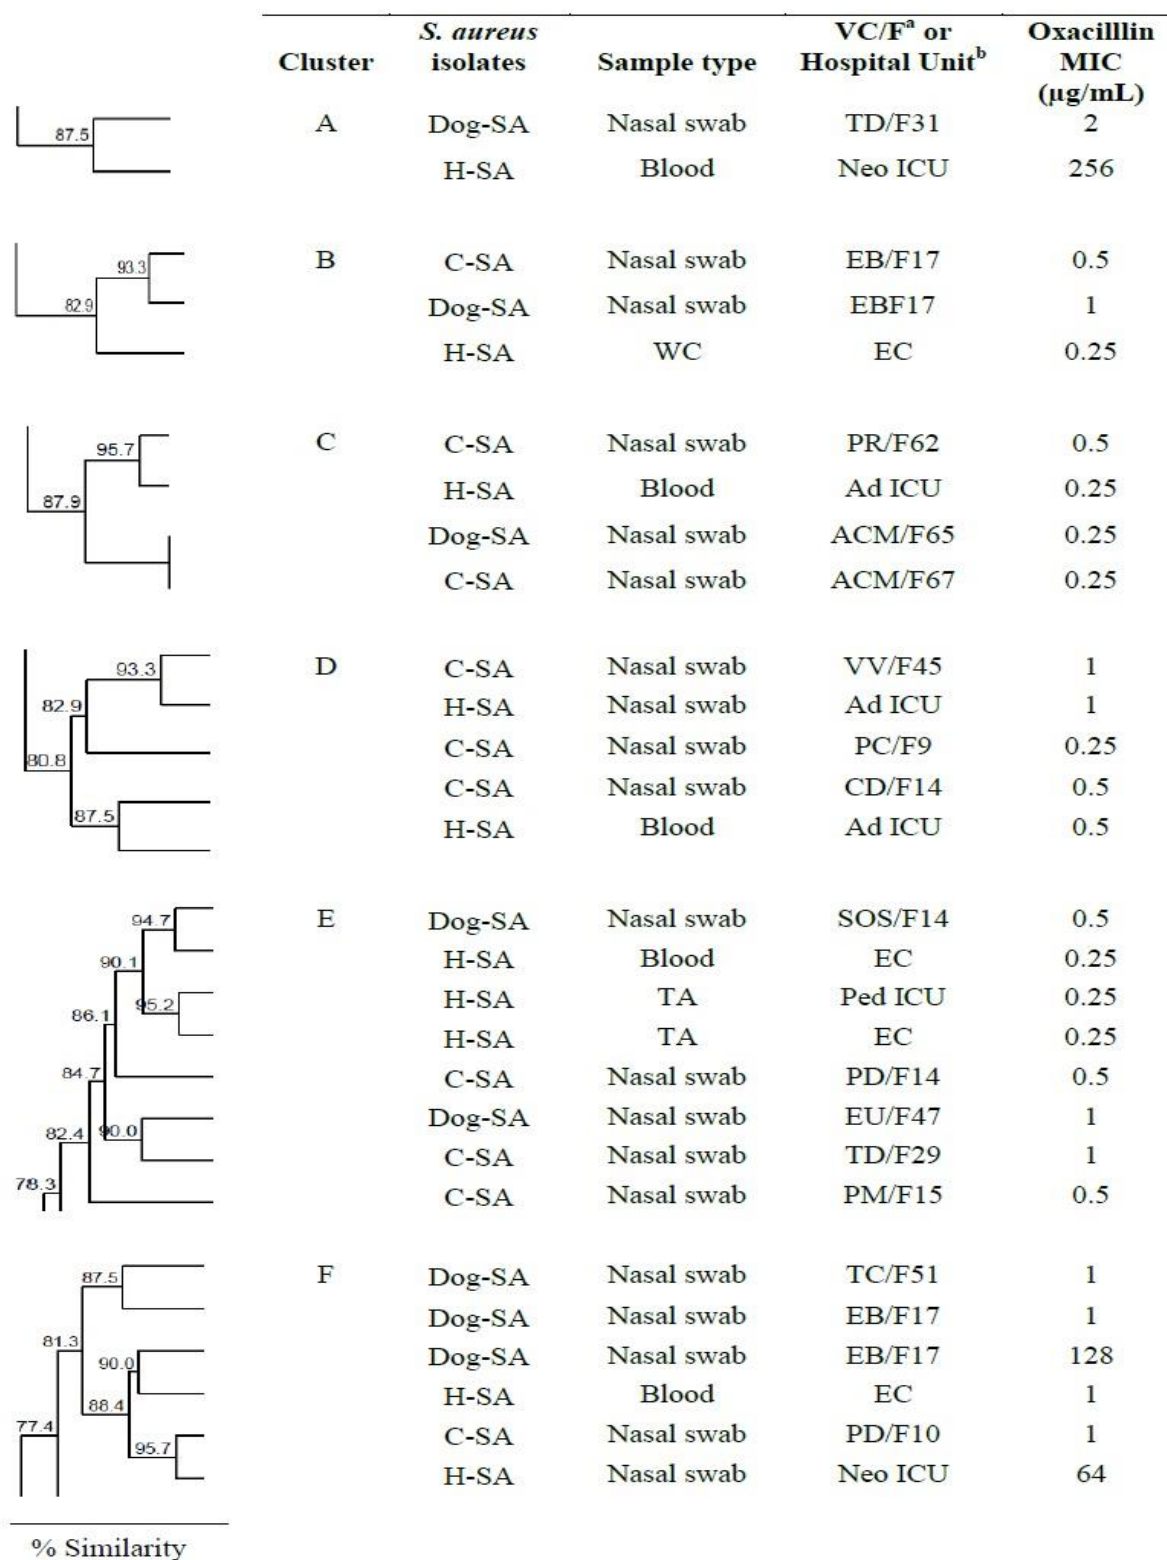 Cluster S. aureus isolates Sample type VC/Fa or Hospital Unitb Oxacilllin MIC (µg/mL)
87.5
A Dog-SA Nasal swab TD/F31 2
H-SA Blood Neo ICU 256
93.3
82.9
B C-SA Nasal swab EB/F17 0.5
Dog-SA Nasal swab EBF17 1
H-SA WC EC 0.25
95.7
87.9
C C-SA Nasal swab PR/F62 0.5
H-SA Blood Ad ICU 0.25
Dog-SA Nasal swab ACM/F65 0.25
C-SA Nasal swab ACM/F67 0.25
93.3
82.9
80.8
87.5
D C-SA Nasal swab VV/F45 1
H-SA Nasal swab Ad ICU 1
C-SA Nasal swab PC/F9 0.25
C-SA Nasal swab CD/F14 0.5
H-SA Blood Ad ICU 0.5
94.7
90.1
95.2
86.1
84.7
82.4
90.0
78.3
E Dog-SA Nasal swab SOS/F14 0.5
H-SA Blood EC 0.25
H-SA TA Ped ICU 0.25
H-SA TA EC 0.25
C-SA Nasal swab PD/F14 0.5
Dog-SA Nasal swab EU/F47 1
C-SA Nasal swab TD/F29 1
C-SA Nasal swab PM/F15 0.5
87.5
81.3
90.0
88.4
77.4
95.7
F Dog-SA Nasal swab TC/F51 1
Dog-SA Nasal swab EB/F17 1
Dog-SA Nasal swab EB/F17 128
H-SA Blood EC 1
C-SA Nasal swab PD/F10 1
H-SA Nasal swab Neo ICU 64
% Similarity